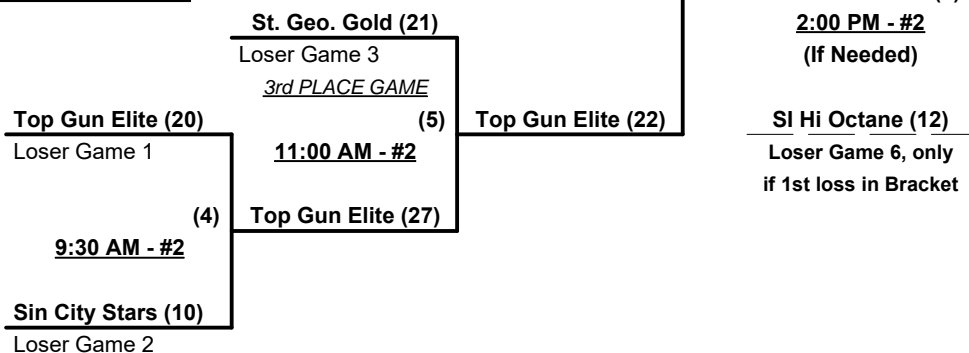 St. Geo. Gold (21)
Loser Game 3
3rd PLACE GAME
Top Gun Elite (20)
Loser Game 1
(5)
11:00 AM - #2
Top Gun Elite (22)
(4)
9:30 AM - #2
Top Gun Elite (27)
Sin City Stars (10)
Loser Game 2
2:00 PM - #2
(If Needed)
SI Hi Octane (12)
Loser Game 6, only
if 1st loss in Bracket